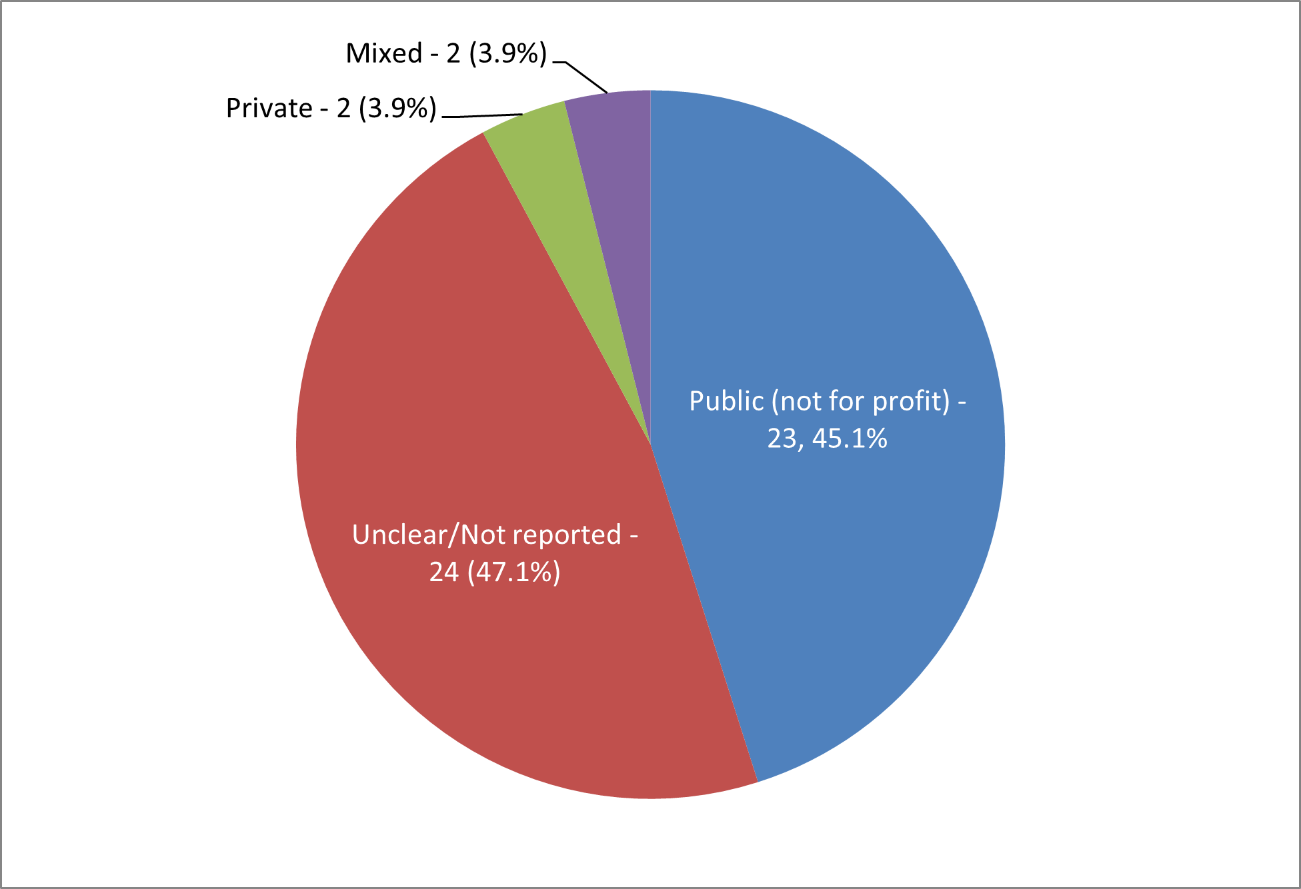 Mixed - 2 (3.9%)
Private - 2 (3.9%)
Public (not for profit) -
23, 45.1%
Unclear/Not reported -
24 (47.1%)